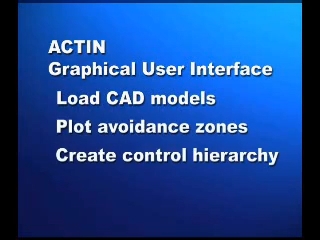 ACTIN
Graphical User Interface
Load CAD models
Plot avoidance zones
Create control hierarchy